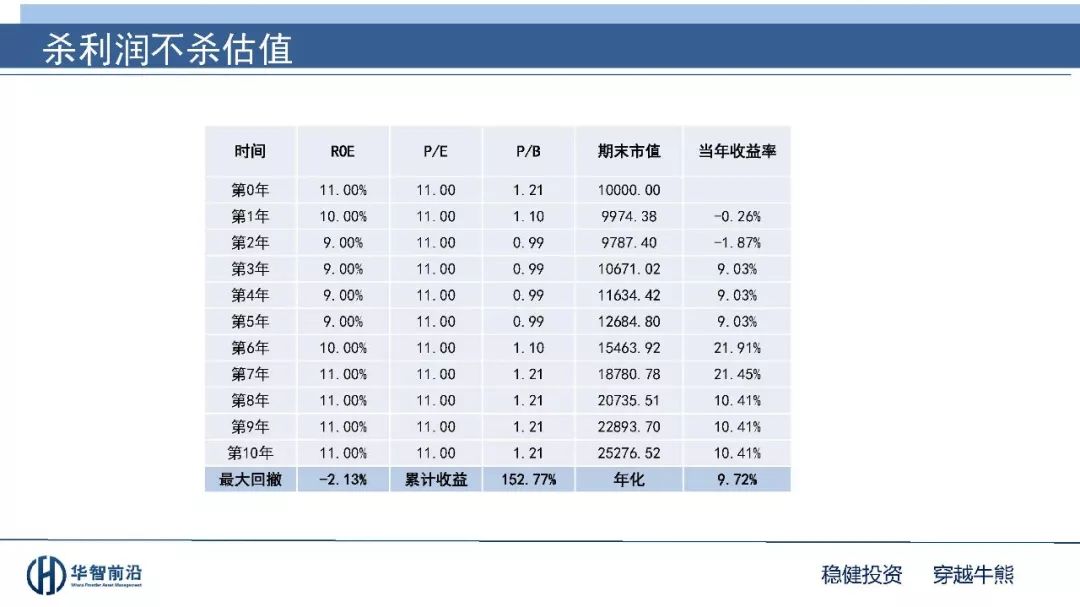 杀利润不杀估值
时间 ROE P/E P/B 期末市值 当年收益率
第0年 11.00% 11.00 1.21 10000.00
第1年 10.00% 11.00 1.10 9974.38 -0.26%
第2年 9.00% 11.00 0.99 9787.40 -1.87%
第3年 9.00% 11.00 0.99 10671.02 9.03%
第4年 9.00% 11.00 0.99 11634.42 9.03%
第5年 9.00% 11.00 0.99 12684.80 9.03%
第6年 10.00% 11.00 1.10 15463.92 21.91%
第7年 11.00% 11.00 1.21 18780.78 21.45%
第8年 11.00% 11.00 1.21 20735.51 10.41%
第9年 11.00% 11.00 1.21 22893.70 10.41%
第10年 11.00% 11.00 1.21 25276.52 10.41%
最大回撤 -2.13% 累计收益 152.77% 年化 9.72%
华智前沿
稳健投资 穿越牛熊